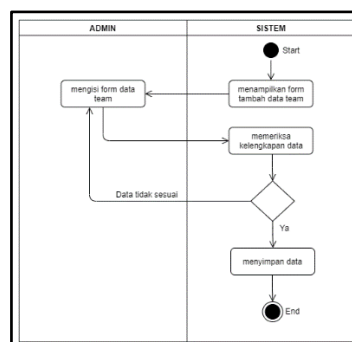 ADMIN
SISTEM
Start
mengisi form data
team
menampilkan form
tambah data team
memeriksa
kelengkapan data
Data tidak sesuai
Ya
menyimpan data
End